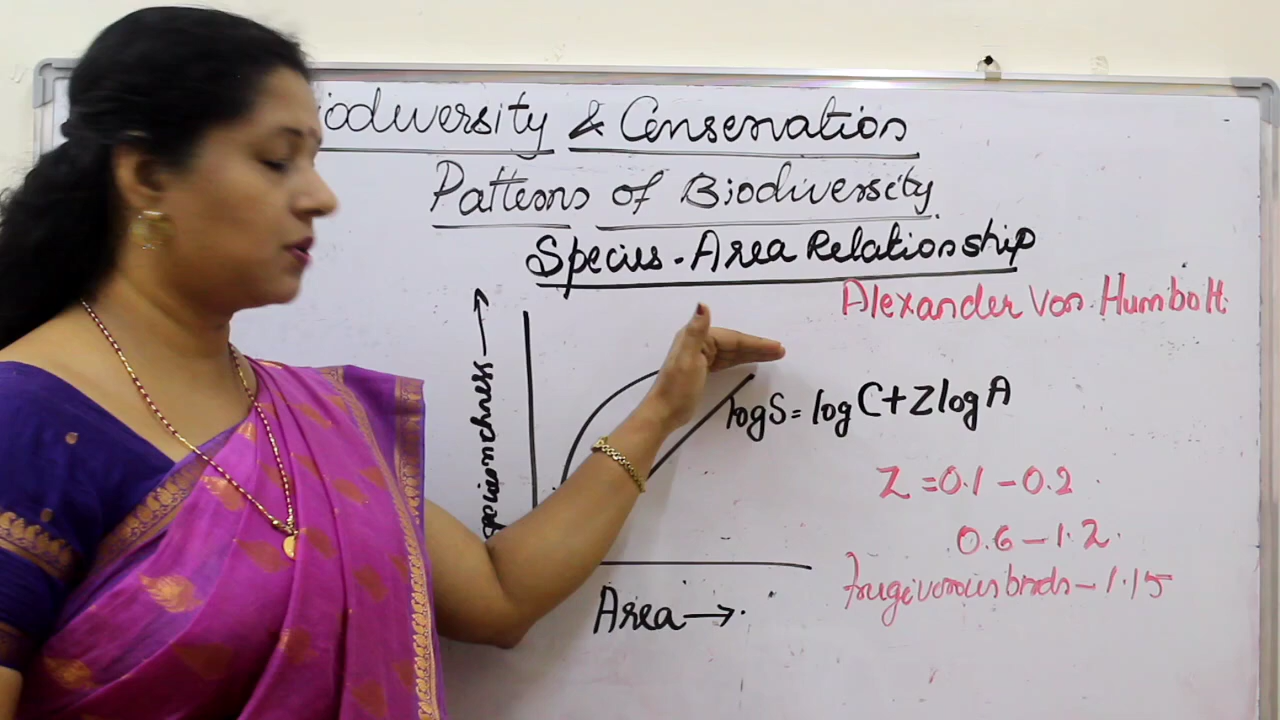 iodiversity & Conservation
Patterns of Biodiversity
Species-Area Relationship
Alexander Von Humbolt
logS = log C + Z log A
Z = 0.1 - 0.2
0.6 - 1.2
frugivorous birds - 1.15
Area →